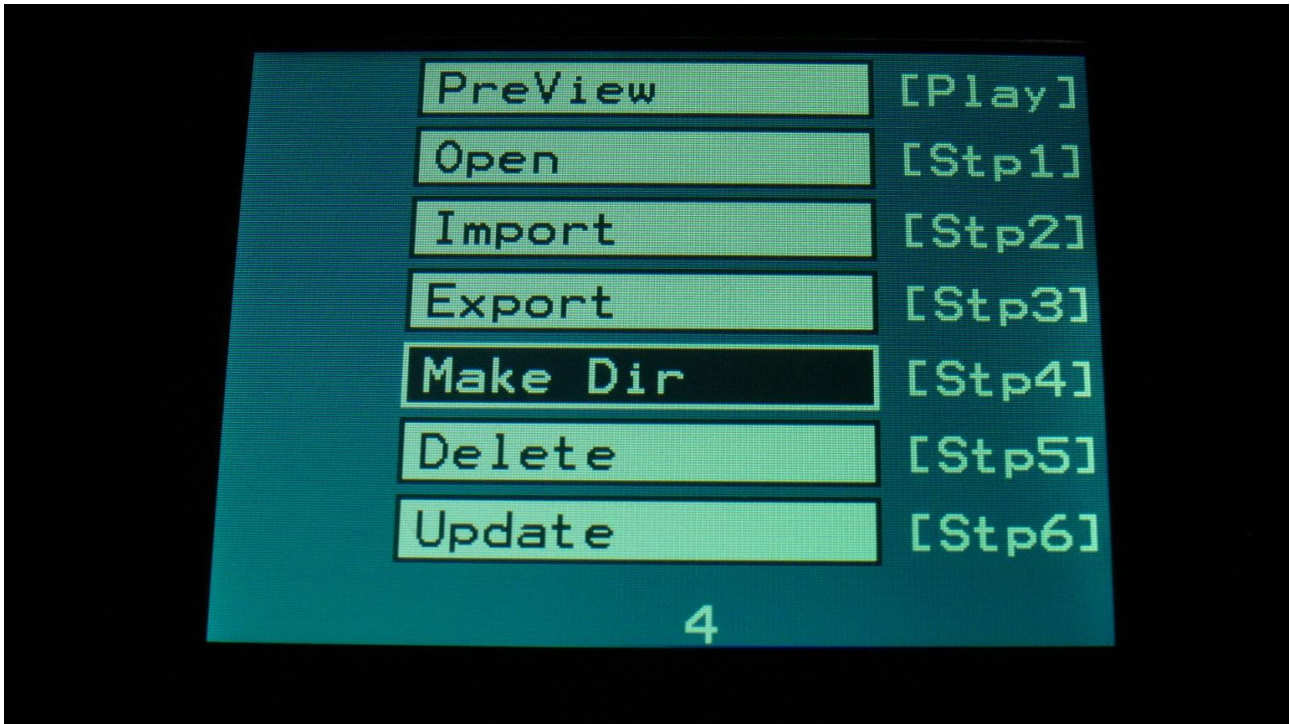 PreView [Play]
Open [Stp1]
Import [Stp2]
Export [Stp3]
Make Dir [Stp4]
Delete [Stp5]
Update [Stp6]
4